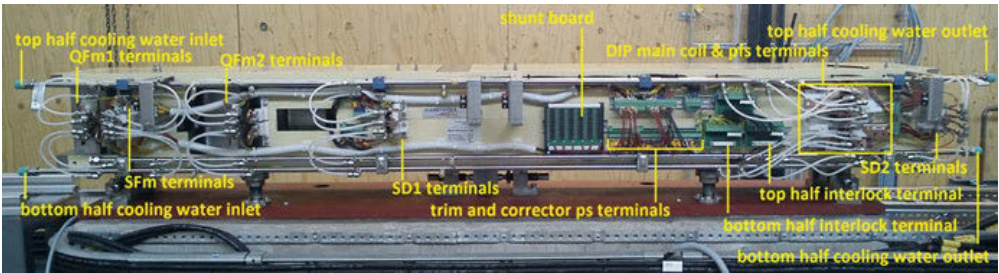 shunt board
top half cooling water inlet
top half cooling water outlet
QFm1 terminals
QFm2 terminals
DIP main coil & pfs terminals
SFm terminals
SD1 terminals
SD2 terminals
bottom half cooling water inlet
trim and corrector ps terminals
top half interlock terminal
bottom half interlock terminal
bottom half cooling water outlet